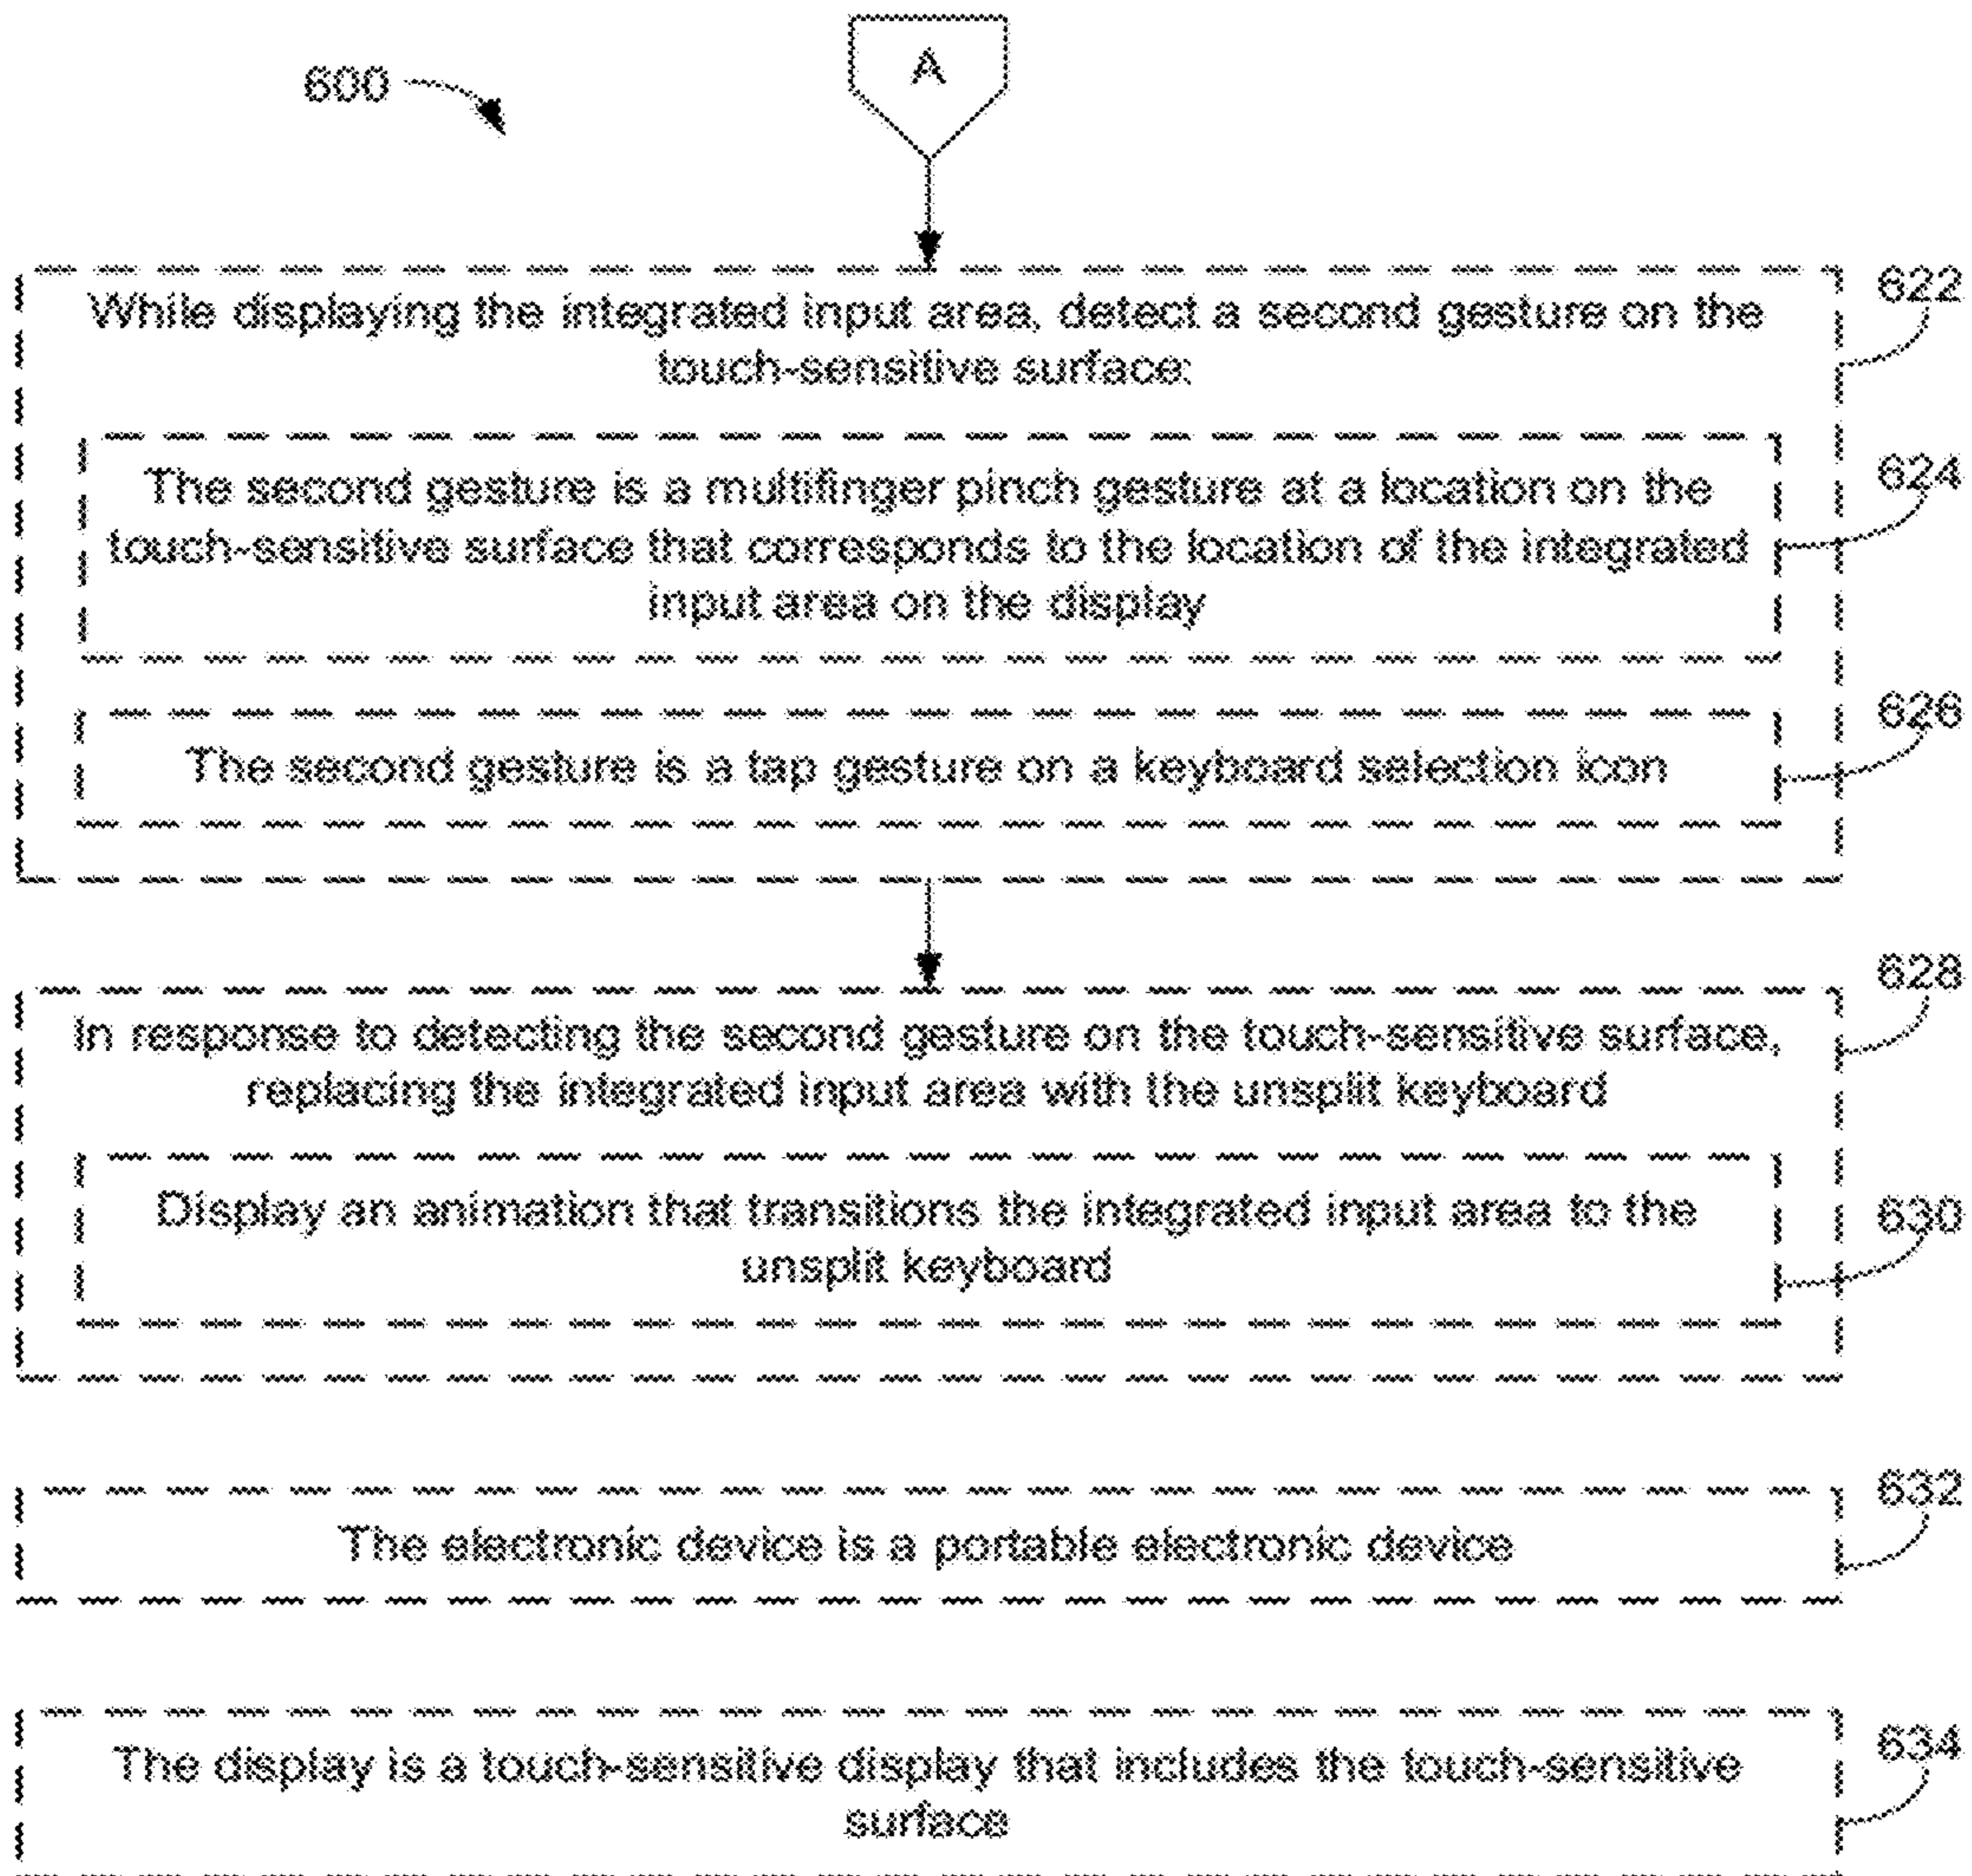 A
600
622
While displaying the integrated input area, detect a second gesture on the
touch-sensitive surface:
624
The second gesture is a multifinger pinch gesture at a location on the
touch-sensitive surface that corresponds to the location of the integrated
input area on the display
626
The second gesture is a tap gesture on a keyboard selection icon
628
In response to detecting the second gesture on the touch-sensitive surface,
replacing the integrated input area with the unsplit keyboard
630
Display an animation that transitions the integrated input area to the
unsplit keyboard
632
The electronic device is a portable electronic device
634
The display is a touch-sensitive display that includes the touch-sensitive
surface